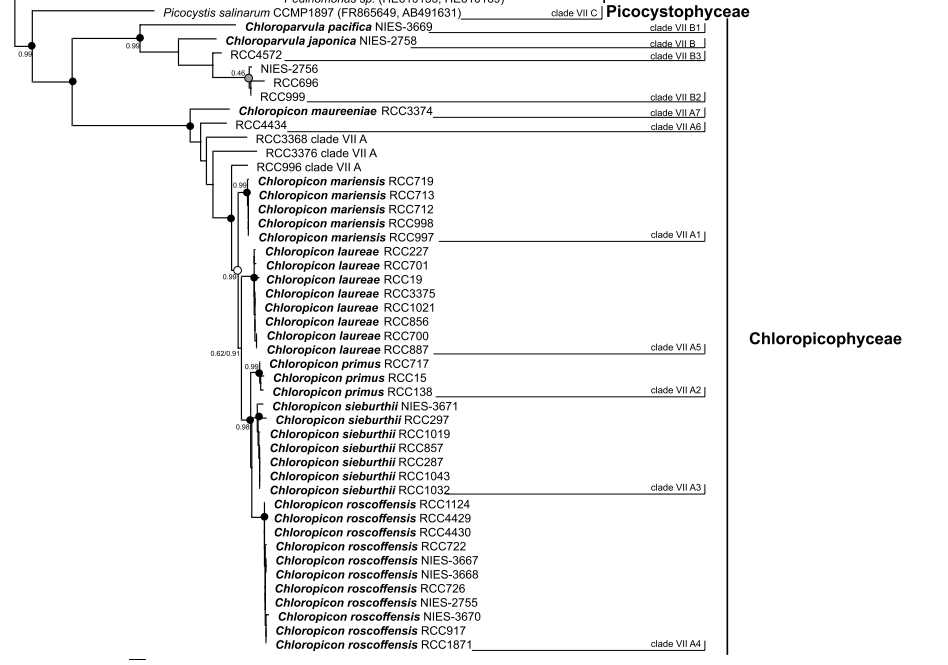 Picocystis salinarum CCMP1897 (FR865649, AB491631) clade VII C Picocystophyceae
Chloroparvula pacifica NIES-3669 clade VII B1
0.99
0.99
Chloroparvula japonica NIES-2758 clade VII B
RCC4572 clade VII B3
NIES-2756
0.46
RCC696
RCC999 clade VII B2
Chloropicon maureeniae RCC3374 clade VII A7
RCC4434 clade VII A6
RCC3368 clade VII A
RCC3376 clade VII A
RCC996 clade VII A
Chloropicon mariensis RCC719
0.99
Chloropicon mariensis RCC713
Chloropicon mariensis RCC712
Chloropicon mariensis RCC998
Chloropicon mariensis RCC997 clade VII A1
Chloropicon laureae RCC227
Chloropicon laureae RCC701
0.99
Chloropicon laureae RCC19
Chloropicon laureae RCC3375
Chloropicon laureae RCC1021
Chloropicon laureae RCC856
Chloropicon laureae RCC700
Chloropicophyceae
0.62/0.91
Chloropicon laureae RCC887 clade VII A5
Chloropicon primus RCC717
0.99
Chloropicon primus RCC15
Chloropicon primus RCC138 clade VII A2
Chloropicon sieburthii NIES-3671
Chloropicon sieburthii RCC297
0.98
Chloropicon sieburthii RCC1019
Chloropicon sieburthii RCC857
Chloropicon sieburthii RCC287
Chloropicon sieburthii RCC1043
Chloropicon sieburthii RCC1032 clade VII A3
Chloropicon roscoffensis RCC1124
Chloropicon roscoffensis RCC4429
Chloropicon roscoffensis RCC4430
Chloropicon roscoffensis RCC722
Chloropicon roscoffensis NIES-3667
Chloropicon roscoffensis NIES-3668
Chloropicon roscoffensis RCC726
Chloropicon roscoffensis NIES-2755
Chloropicon roscoffensis NIES-3670
Chloropicon roscoffensis RCC917
Chloropicon roscoffensis RCC1871 clade VII A4